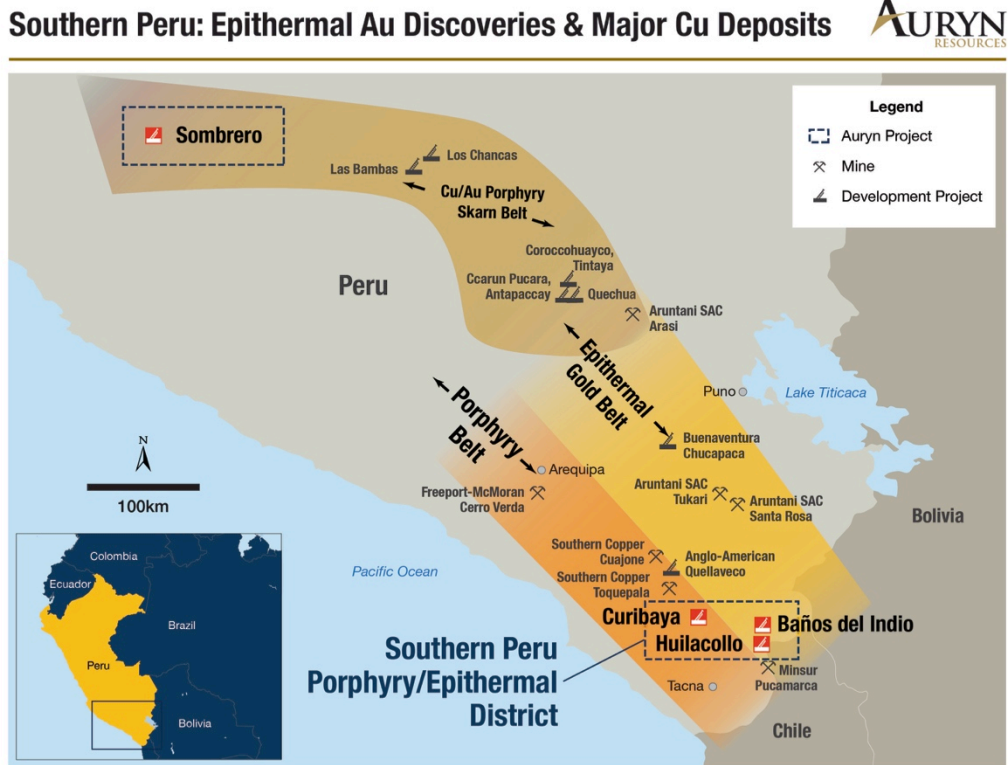 Southern Peru: Epithermal Au Discoveries & Major Cu Deposits
AURYN
RESOURCES
Legend
Auryn Project
Mine
Development Project
Sombrero
Los Chancas
Las Bambas
Cu/Au Porphyry
Skarn Belt
Coroccohuayco,
Tintaya
Ccarun Pucara,
Antapaccay
Quechua
Peru
Aruntani SAC
Arasi
Epithermal
Gold Belt
Porphyry
Belt
Puno
Lake Titicaca
Buenaventura
Chucapaca
Arequipa
Freeport-McMoran
Cerro Verda
Aruntani SAC
Tukari
Aruntani SAC
Santa Rosa
Bolivia
N
100km
Pacific Ocean
Southern Copper
Cuajone
Anglo-American
Quellaveco
Southern Copper
Toquepala
Curibaya
Baños del Indio
Huilacollo
Southern Peru
Porphyry/Epithermal
District
Minsur
Pucamarca
Tacna
Chile
Colombia
Ecuador
Brazil
Peru
Bolivia